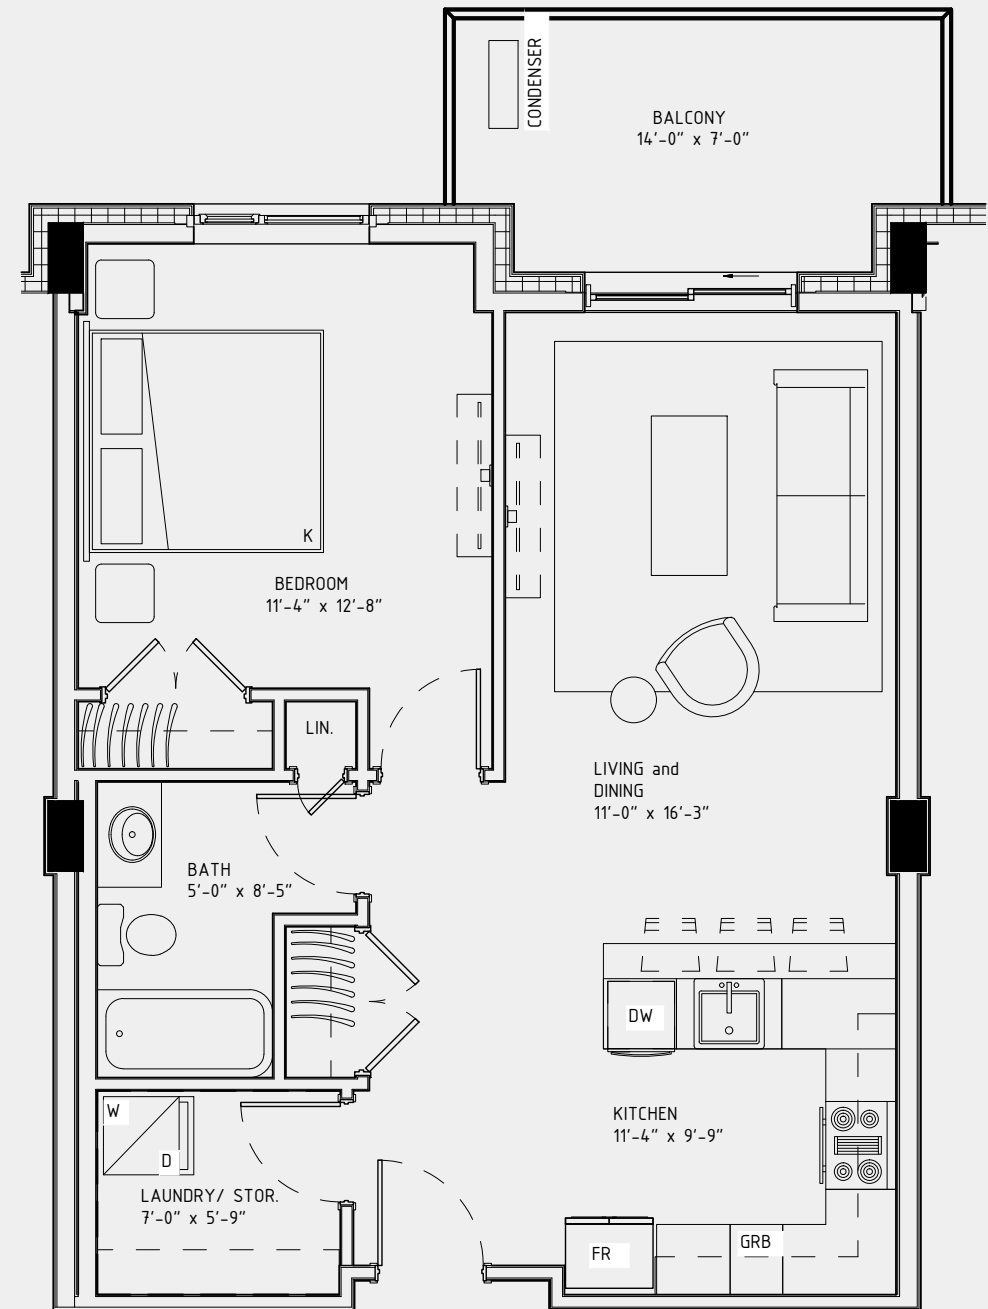 CONDENSER
BALCONY
14'-0" x 7'-0"
K
BEDROOM
11'-4" x 12'-8"
LIN.
LIVING and
DINING
11'-0" x 16'-3"
BATH
5'-0" x 8'-5"
DW
KITCHEN
11'-4" x 9'-9"
W
D
LAUNDRY/ STOR.
7'-0" x 5'-9"
FR
GRB